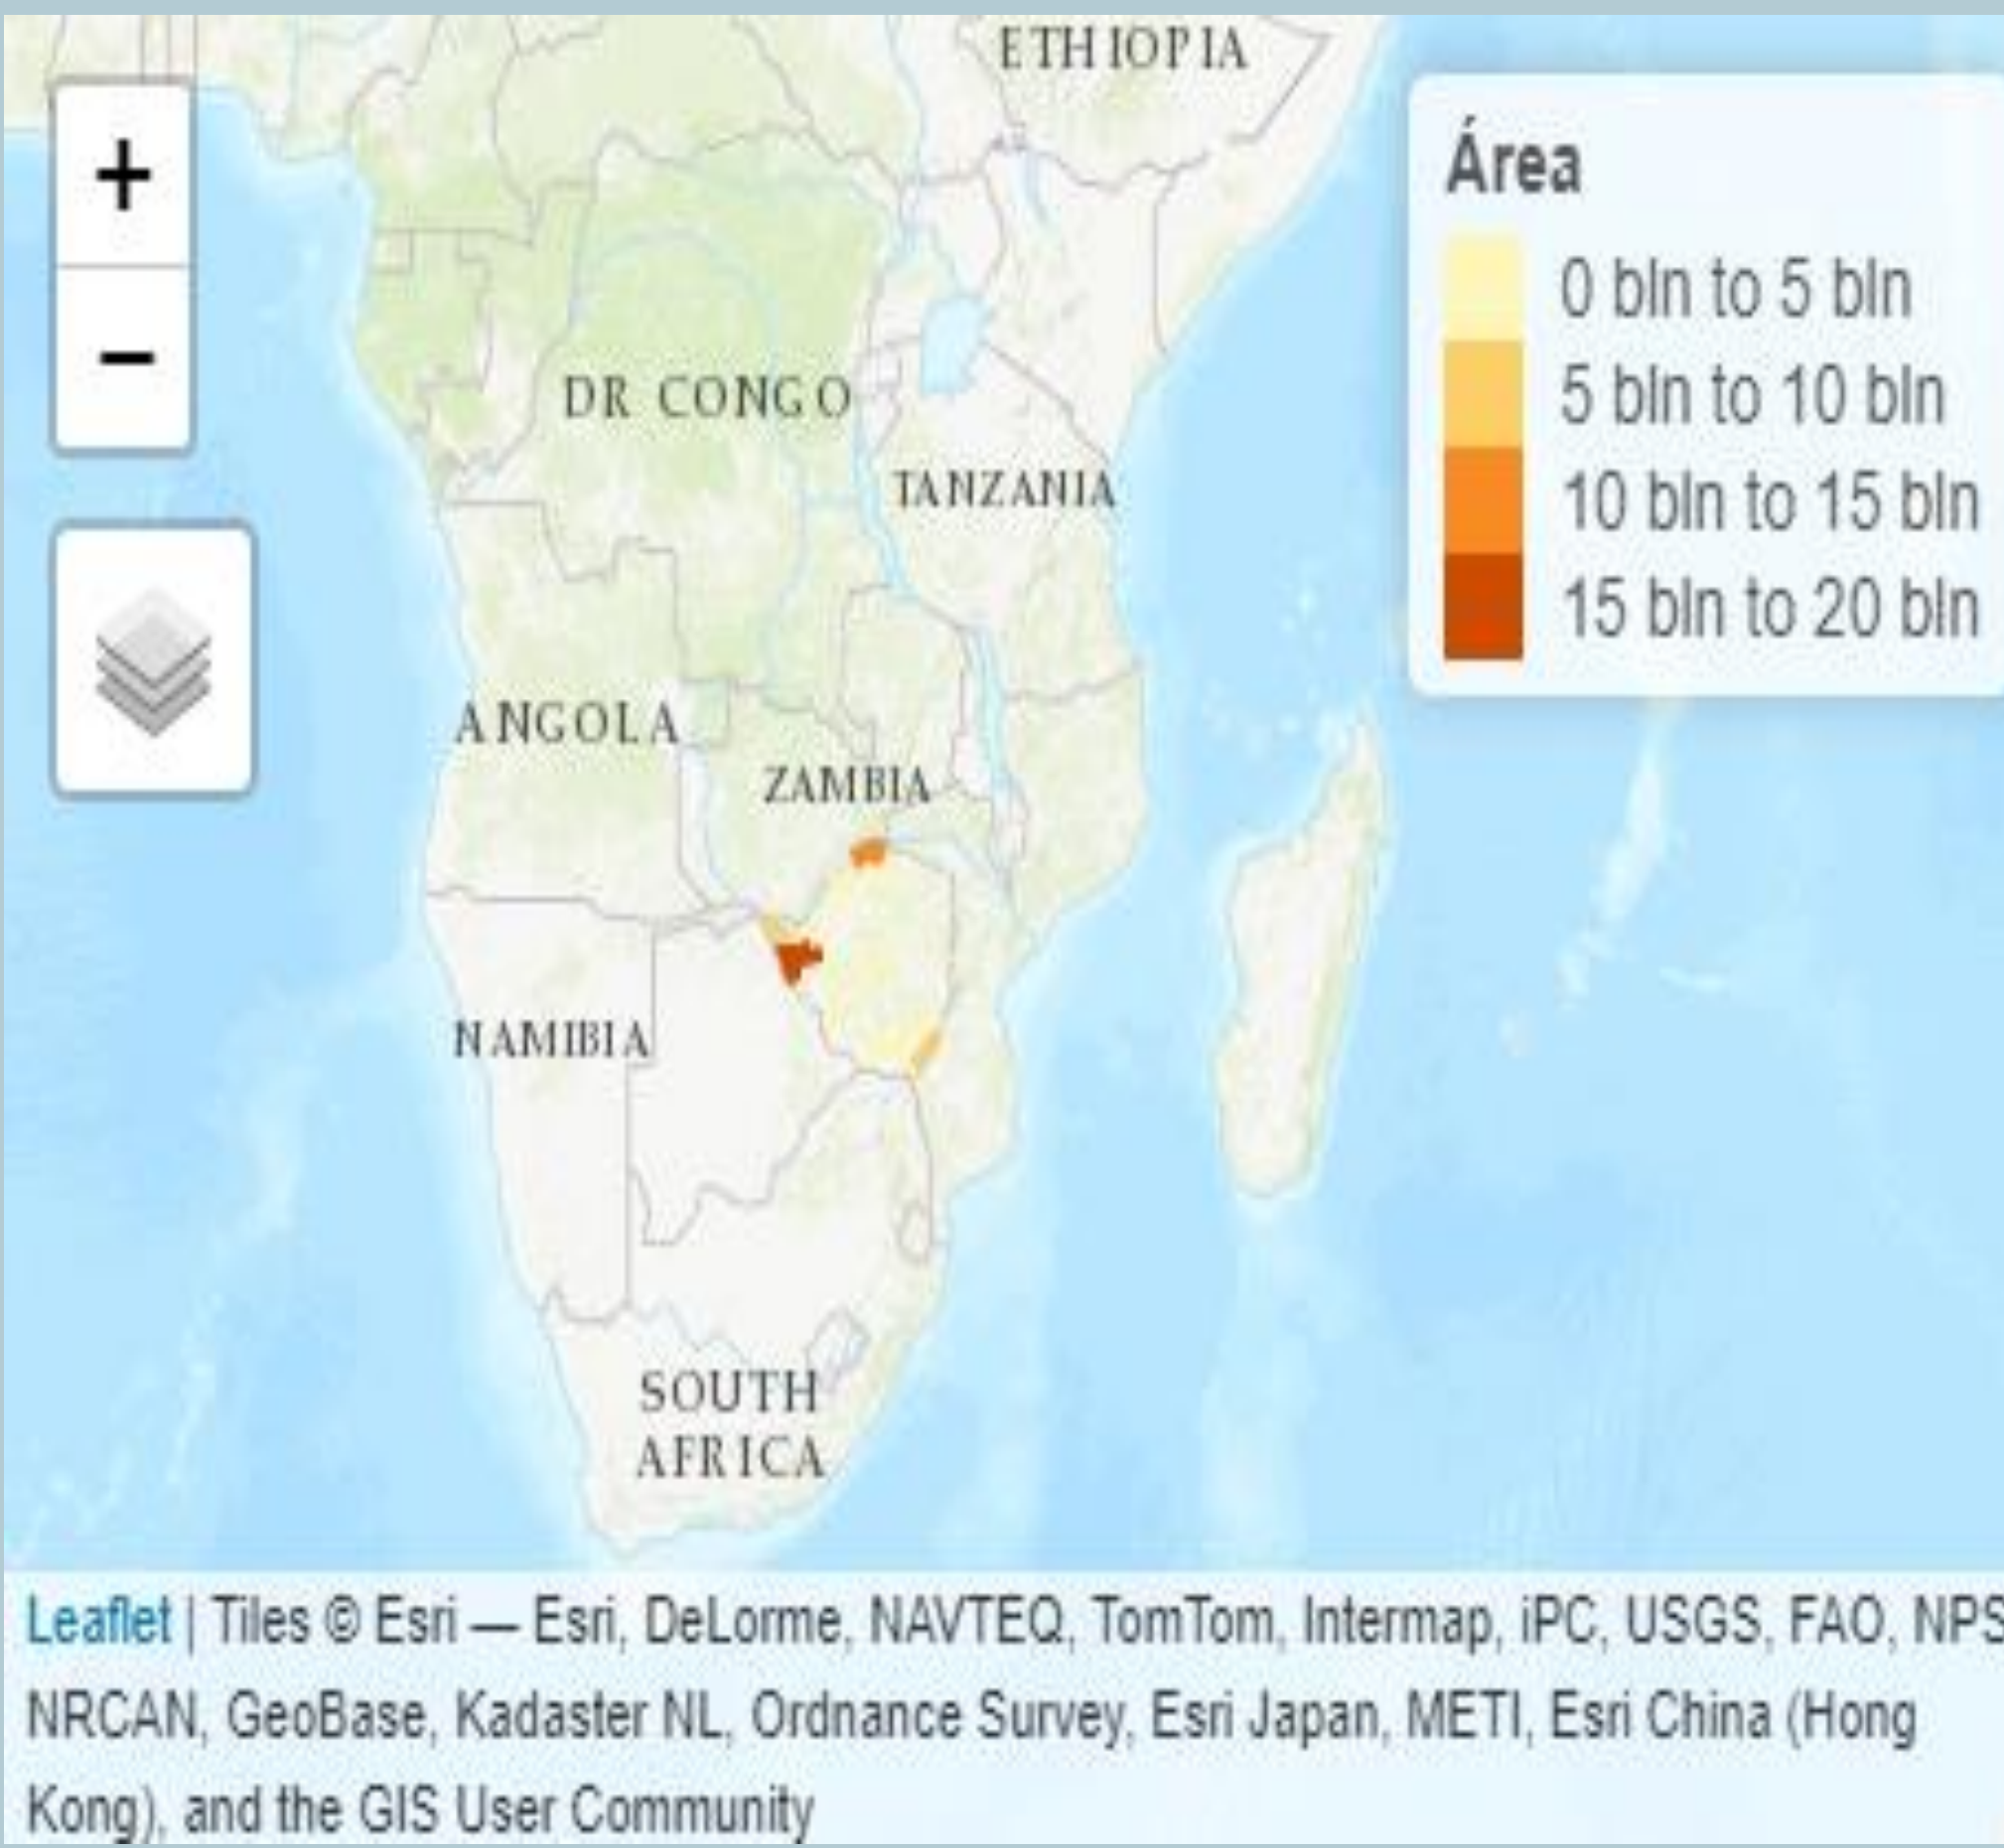 ETHIOPIA
+
−
Área
0 bln to 5 bln
5 bln to 10 bln
10 bln to 15 bln
15 bln to 20 bln
DR CONGO
TANZANIA
ANGOLA
ZAMBIA
NAMIBIA
SOUTH
AFRICA
Leaflet | Tiles © Esri — Esri, DeLorme, NAVTEQ, TomTom, Intermap, iPC, USGS, FAO, NPS
NRCAN, GeoBase, Kadaster NL, Ordnance Survey, Esri Japan, METI, Esri China (Hong
Kong), and the GIS User Community